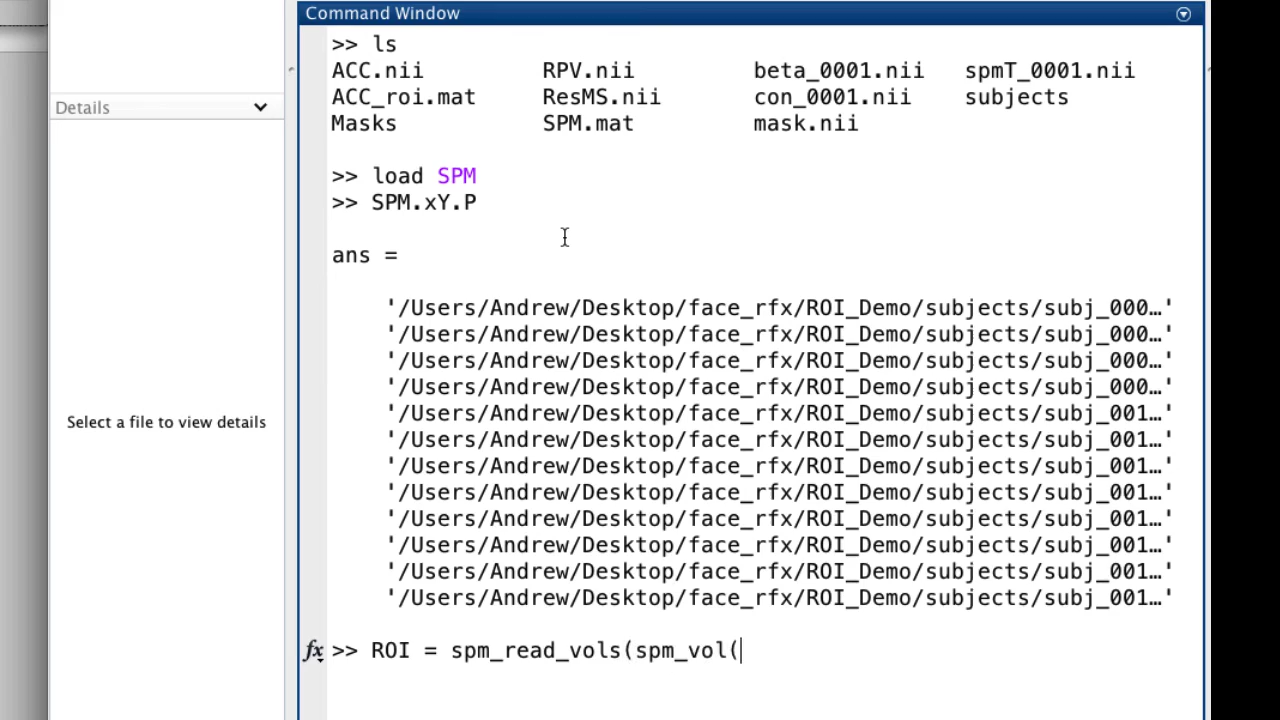 Command Window
>> ls
ACC.nii RPV.nii beta_0001.nii spmT_0001.nii
ACC_roi.mat ResMS.nii con_0001.nii subjects
Masks SPM.mat mask.nii
Details
>> load SPM
>> SPM.xY.P
ans =
'/Users/Andrew/Desktop/face_rfx/ROI_Demo/subjects/subj_000…'
'/Users/Andrew/Desktop/face_rfx/ROI_Demo/subjects/subj_000…'
'/Users/Andrew/Desktop/face_rfx/ROI_Demo/subjects/subj_000…'
'/Users/Andrew/Desktop/face_rfx/ROI_Demo/subjects/subj_000…'
'/Users/Andrew/Desktop/face_rfx/ROI_Demo/subjects/subj_001…'
Select a file to view details
'/Users/Andrew/Desktop/face_rfx/ROI_Demo/subjects/subj_001…'
'/Users/Andrew/Desktop/face_rfx/ROI_Demo/subjects/subj_001…'
'/Users/Andrew/Desktop/face_rfx/ROI_Demo/subjects/subj_001…'
'/Users/Andrew/Desktop/face_rfx/ROI_Demo/subjects/subj_001…'
'/Users/Andrew/Desktop/face_rfx/ROI_Demo/subjects/subj_001…'
'/Users/Andrew/Desktop/face_rfx/ROI_Demo/subjects/subj_001…'
'/Users/Andrew/Desktop/face_rfx/ROI_Demo/subjects/subj_001…'
fx >> ROI = spm_read_vols(spm_vol(